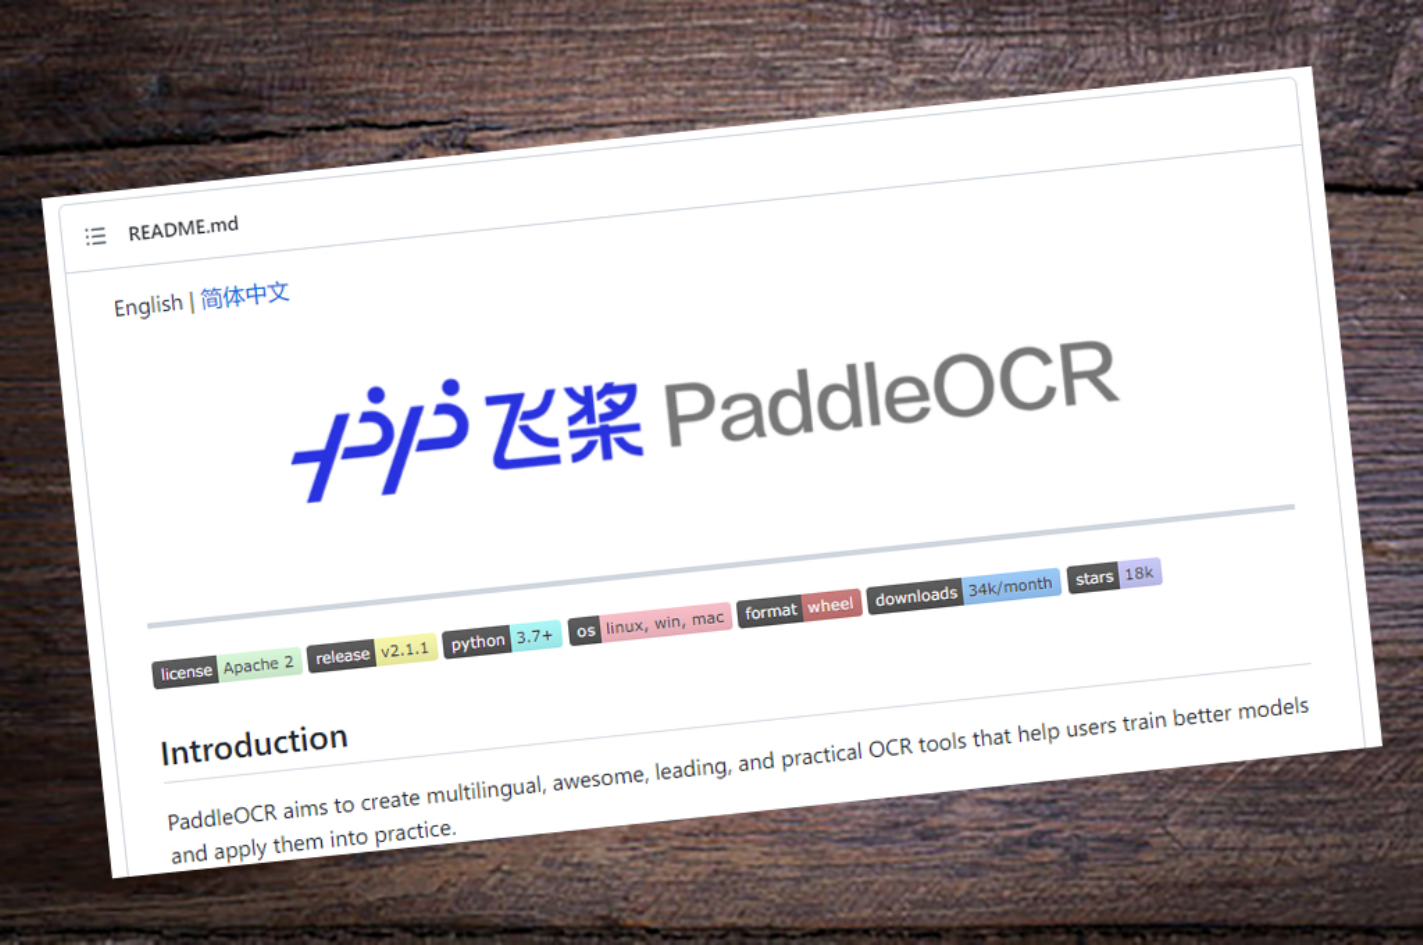 README.md
English | 简体中文
飞桨 PaddleOCR
license Apache 2 release v2.1.1 python 3.7+ os linux, win, mac format wheel downloads 34k/month stars 18k
Introduction
PaddleOCR aims to create multilingual, awesome, leading, and practical OCR tools that help users train better models
and apply them into practice.